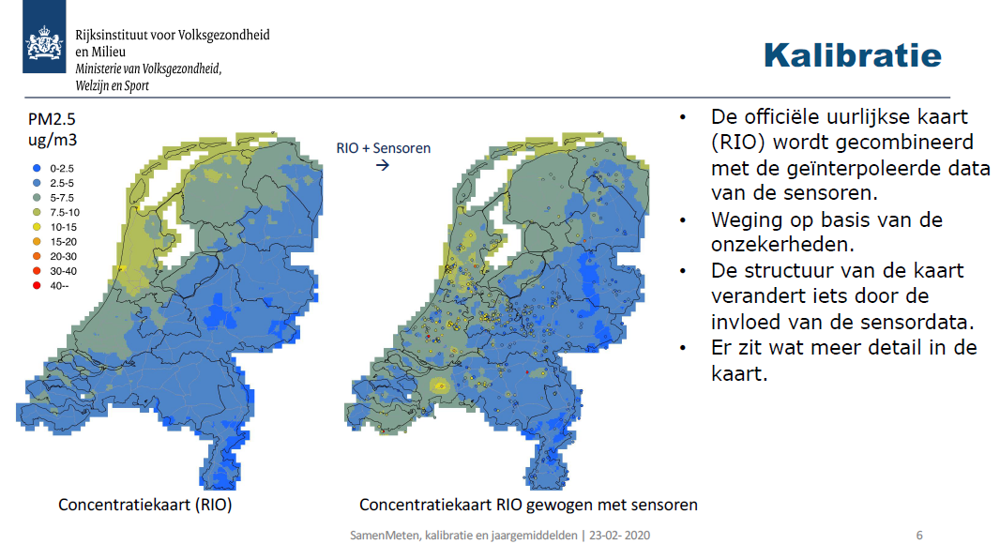 Rijksinstituut voor Volksgezondheid
en Milieu
Ministerie van Volksgezondheid,
Welzijn en Sport
Kalibratie
PM2.5
ug/m3
0-2.5
2.5-5
5-7.5
7.5-10
10-15
15-20
20-30
30-40
40--
RIO + Sensoren
→
Concentratiekaart (RIO)
Concentratiekaart RIO gewogen met sensoren
• De officiële uurlijkse kaart
(RIO) wordt gecombineerd
met de geïnterpoleerde data
van de sensoren.
• Weging op basis van de
onzekerheden.
• De structuur van de kaart
verandert iets door de
invloed van de sensordata.
• Er zit wat meer detail in de
kaart.
SamenMeten, kalibratie en jaargemiddelden | 23-02- 2020
6